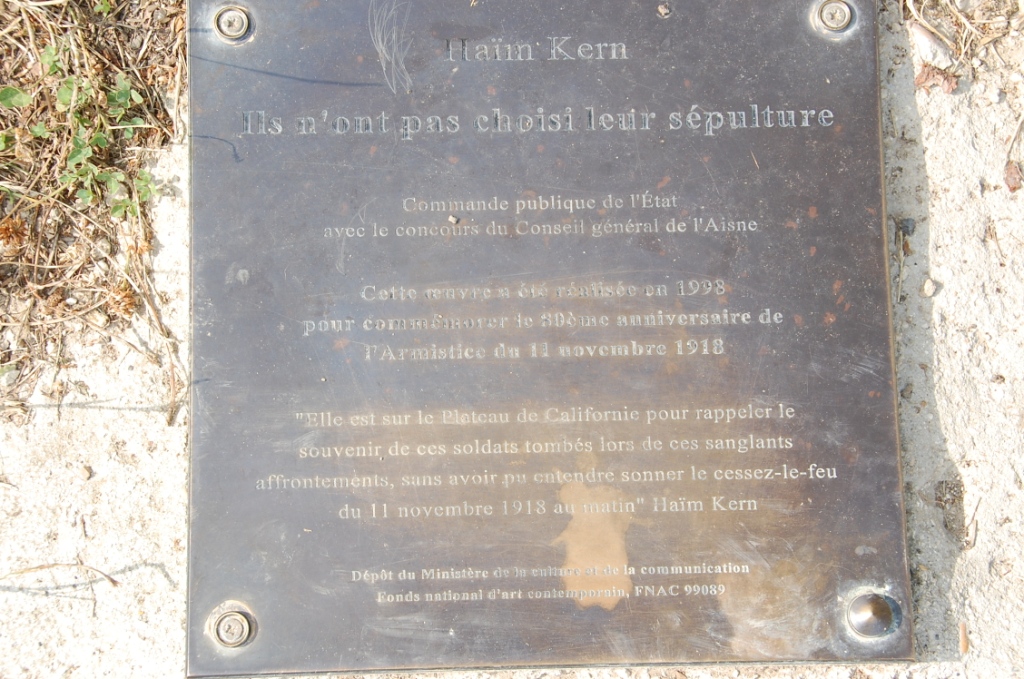 Haïm Kern
Ils n'ont pas choisi leur sépulture
Commande publique de l'État
avec le concours du Conseil général de l'Aisne
Cette œuvre a été réalisée en 1998
pour commémorer le 80ème anniversaire de
l'Armistice du 11 novembre 1918
"Elle est sur le Plateau de Californie pour rappeler le
souvenir de ces soldats tombés lors de ces sanglants
affrontements, sans avoir pu entendre sonner le cessez-le-feu
du 11 novembre 1918 au matin" Haïm Kern
Dépôt du Ministère de la culture et de la communication
Fonds national d'art contemporain, FNAC 99089